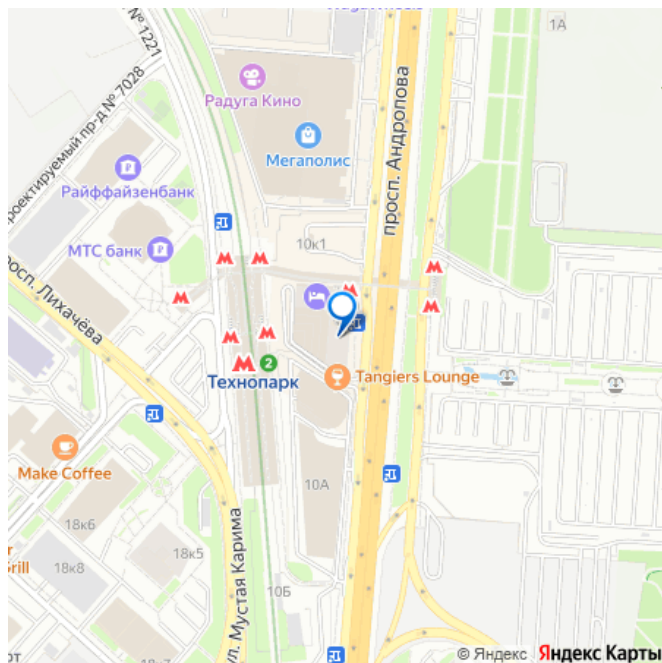 № 1221
1А
Проектируемый пр-д № 7028
Радуга Кино
Мегаполис
просп. Андропова
Райффайзенбанк
МТС банк
10к1
просп. Лихачёва
2
Технопарк
Tangiers Lounge
Make Coffee
10А
18к6
18к5
18к8
ул. Мустая Карима
10Б
Grill
© Яндекс Яндекс Карты